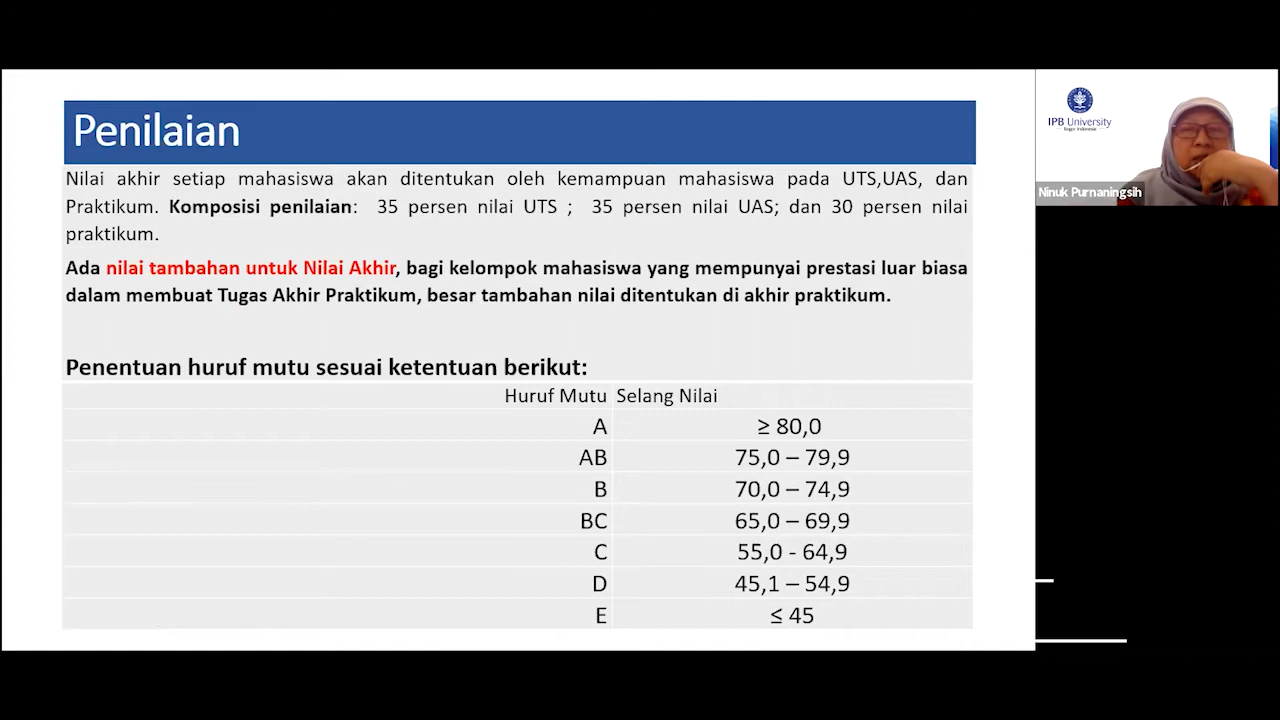 Penilaian
Nilai akhir setiap mahasiswa akan ditentukan oleh kemampuan mahasiswa pada UTS,UAS, dan
Praktikum. Komposisi penilaian: 35 persen nilai UTS ; 35 persen nilai UAS; dan 30 persen nilai
praktikum.
Ada nilai tambahan untuk Nilai Akhir, bagi kelompok mahasiswa yang mempunyai prestasi luar biasa
dalam membuat Tugas Akhir Praktikum, besar tambahan nilai ditentukan di akhir praktikum.
Penentuan huruf mutu sesuai ketentuan berikut:
Huruf Mutu Selang Nilai
A ≥ 80,0
AB 75,0 – 79,9
B 70,0 – 74,9
BC 65,0 – 69,9
C 55,0 - 64,9
D 45,1 – 54,9
E ≤ 45
IPB University
Bogor Indonesia
Ninuk Purnaningsih